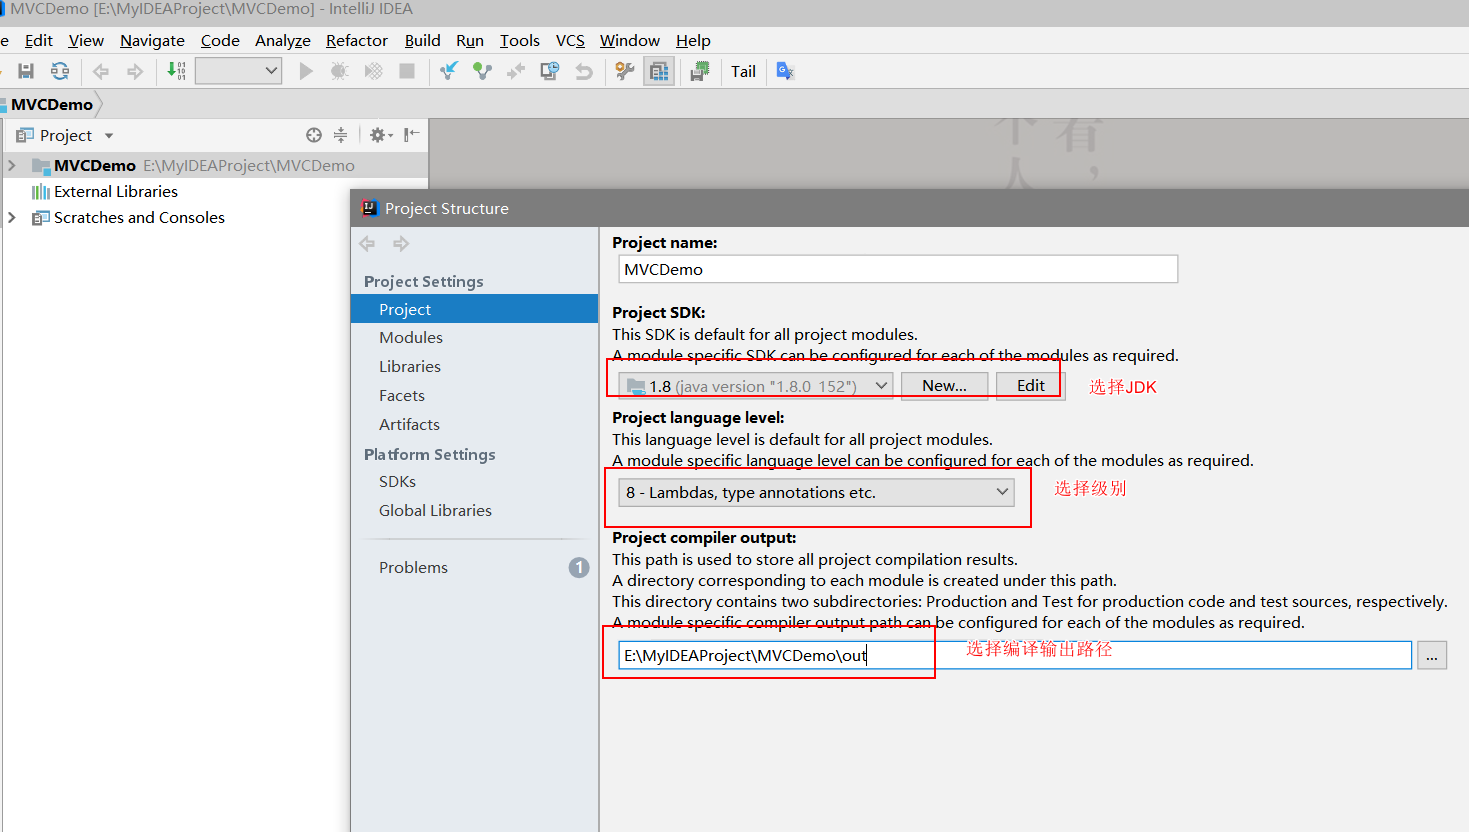 MVCDemo [E:\MyIDEAProject\MVCDemo] - IntelliJ IDEA
e Edit View Navigate Code Analyze Refactor Build Run Tools VCS Window Help
Tail
MVCDemo
Project
MVCDemo E:\MyIDEAProject\MVCDemo
External Libraries
Scratches and Consoles
看，
个人
Project Structure
Project Settings
Project
Modules
Libraries
Facets
Artifacts
Platform Settings
SDKs
Global Libraries
Problems 1
Project name:
MVCDemo
Project SDK:
This SDK is default for all project modules.
A module specific SDK can be configured for each of the modules as required.
1.8 (java version "1.8.0_152") New... Edit 选择JDK
Project language level:
This language level is default for all project modules.
A module specific language level can be configured for each of the modules as required.
8 - Lambdas, type annotations etc. 选择级别
Project compiler output:
This path is used to store all project compilation results.
A directory corresponding to each module is created under this path.
This directory contains two subdirectories: Production and Test for production code and test sources, respectively.
A module specific compiler output path can be configured for each of the modules as required.
E:\MyIDEAProject\MVCDemo\out 选择编译输出路径 ...